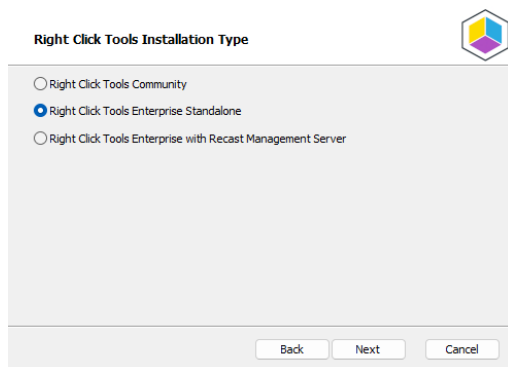 Right Click Tools Installation Type
Right Click Tools Community
Right Click Tools Enterprise Standalone
Right Click Tools Enterprise with Recast Management Server
Back Next Cancel